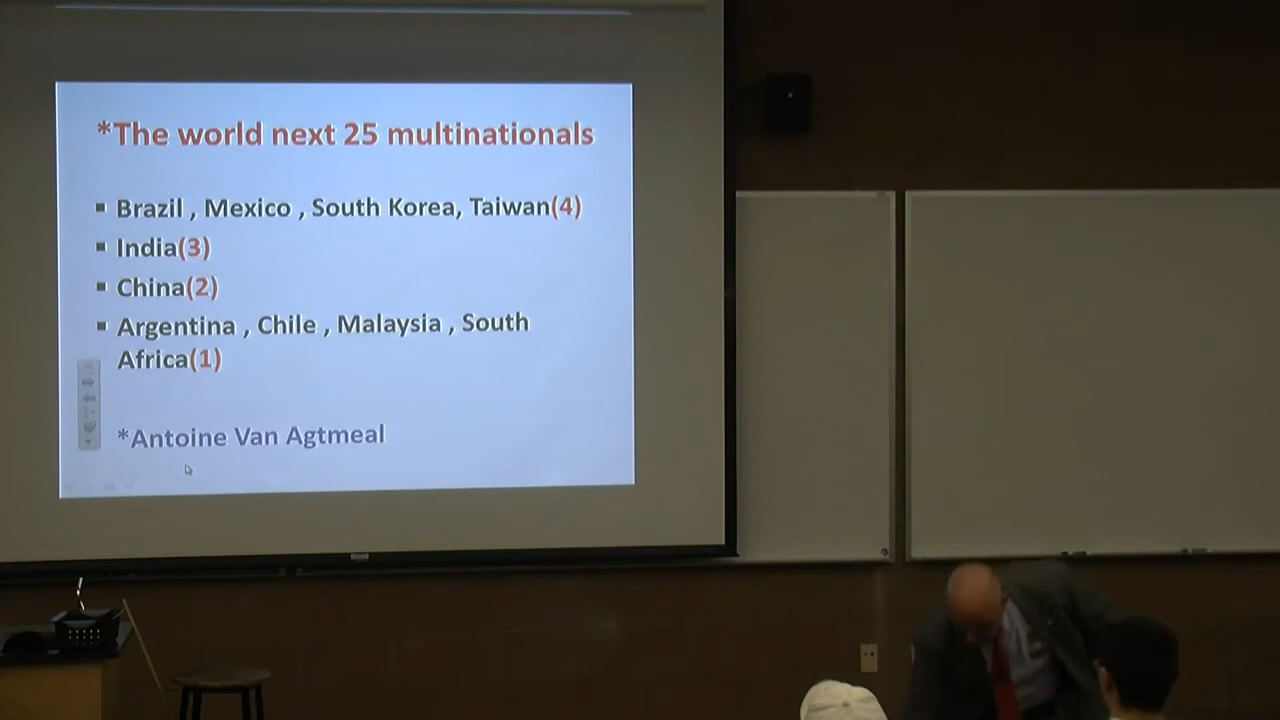 *The world next 25 multinationals
▪ Brazil , Mexico , South Korea, Taiwan(4)
▪ India(3)
▪ China(2)
▪ Argentina , Chile , Malaysia , South
Africa(1)
*Antoine Van Agtmeal